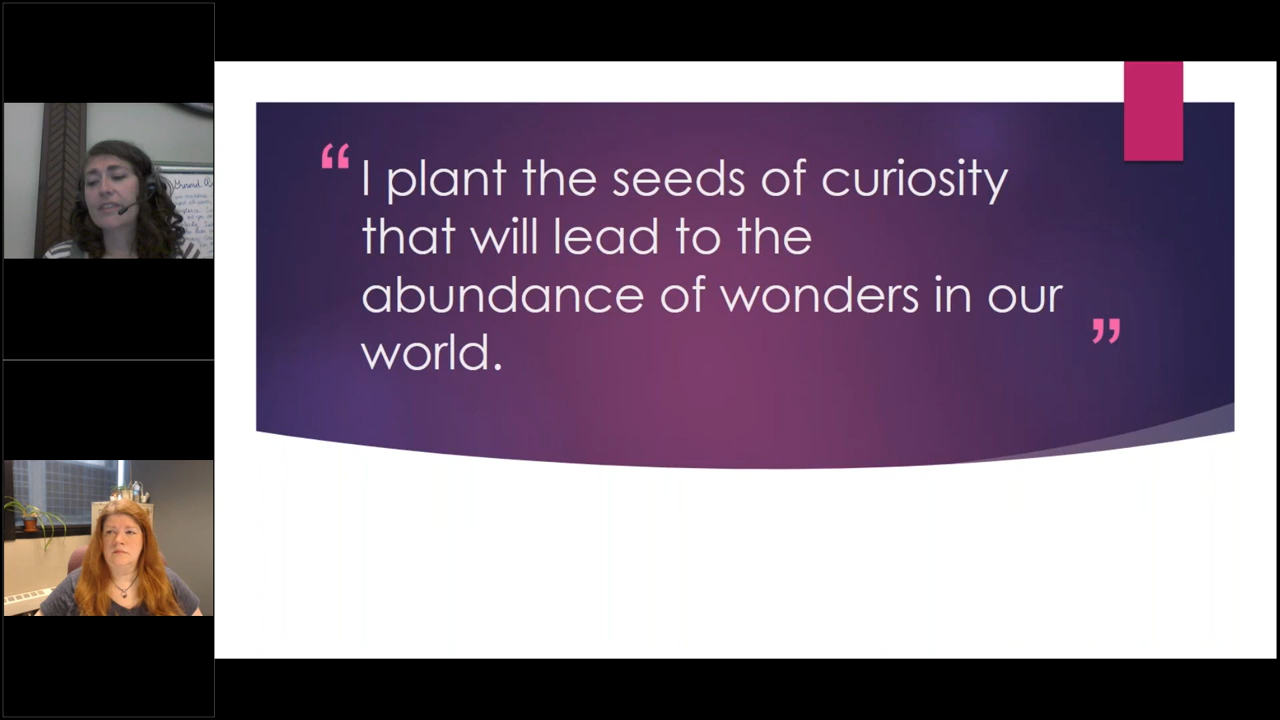 “ I plant the seeds of curiosity
that will lead to the
abundance of wonders in our
world. ”